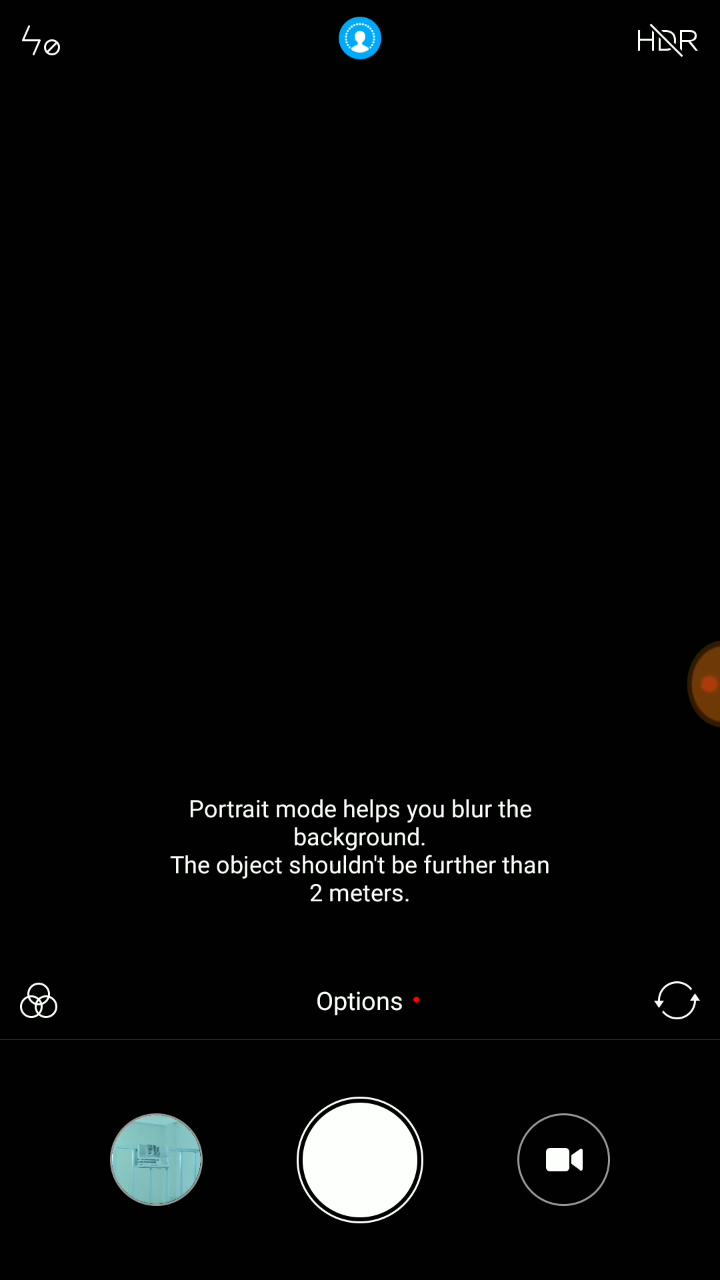 HDR
Portrait mode helps you blur the
background.
The object shouldn't be further than
2 meters.
Options